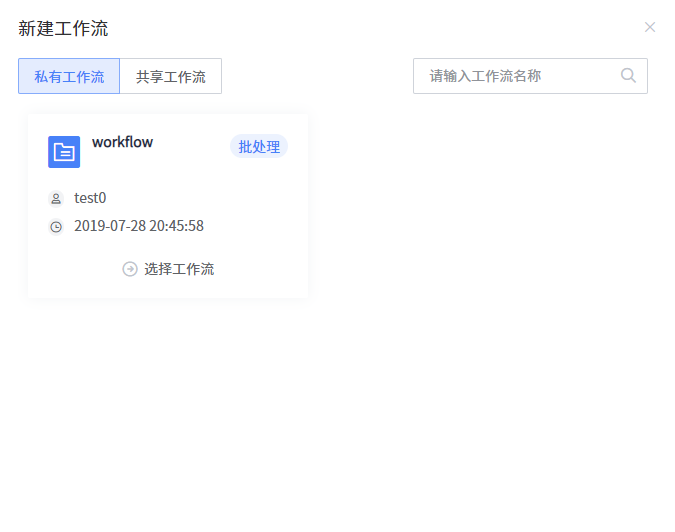 新建工作流
私有工作流 共享工作流 请输入工作流名称
workflow 批处理
test0
2019-07-28 20:45:58
选择工作流